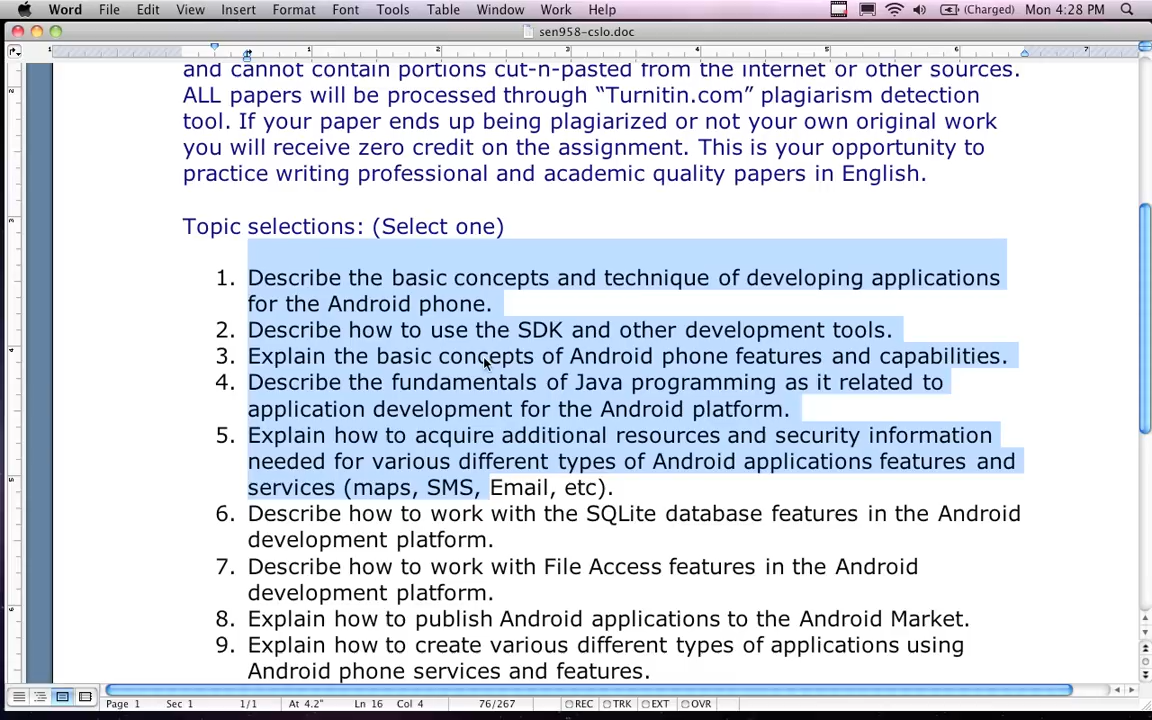 Word File Edit View Insert Format Font Tools Table Window Work Help (Charged) Mon 4:28 PM
sen958-cslo.doc
and cannot contain portions cut-n-pasted from the internet or other sources.
ALL papers will be processed through “Turnitin.com” plagiarism detection
tool. If your paper ends up being plagiarized or not your own original work
you will receive zero credit on the assignment. This is your opportunity to
practice writing professional and academic quality papers in English.
Topic selections: (Select one)
1. Describe the basic concepts and technique of developing applications
for the Android phone.
2. Describe how to use the SDK and other development tools.
3. Explain the basic concepts of Android phone features and capabilities.
4. Describe the fundamentals of Java programming as it related to
application development for the Android platform.
5. Explain how to acquire additional resources and security information
needed for various different types of Android applications features and
services (maps, SMS, Email, etc).
6. Describe how to work with the SQLite database features in the Android
development platform.
7. Describe how to work with File Access features in the Android
development platform.
8. Explain how to publish Android applications to the Android Market.
9. Explain how to create various different types of applications using
Android phone services and features.
Page 1 Sec 1 1/1 At 4.2" Ln 16 Col 4 76/267 REC TRK EXT OVR